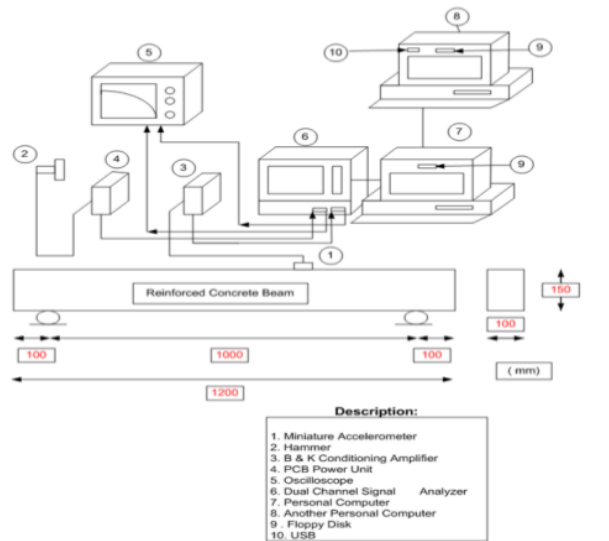 8
10
9
5
7
6
2
4
3
9
1
Reinforced Concrete Beam
150
100
100
1000
100
( mm)
1200
Description:
1. Miniature Accelerometer
2. Hammer
3. B & K Conditioning Amplifier
4. PCB Power Unit
5. Oscilloscope
6. Dual Channel Signal Analyzer
7. Personal Computer
8. Another Personal Computer
9 . Floppy Disk
10. USB